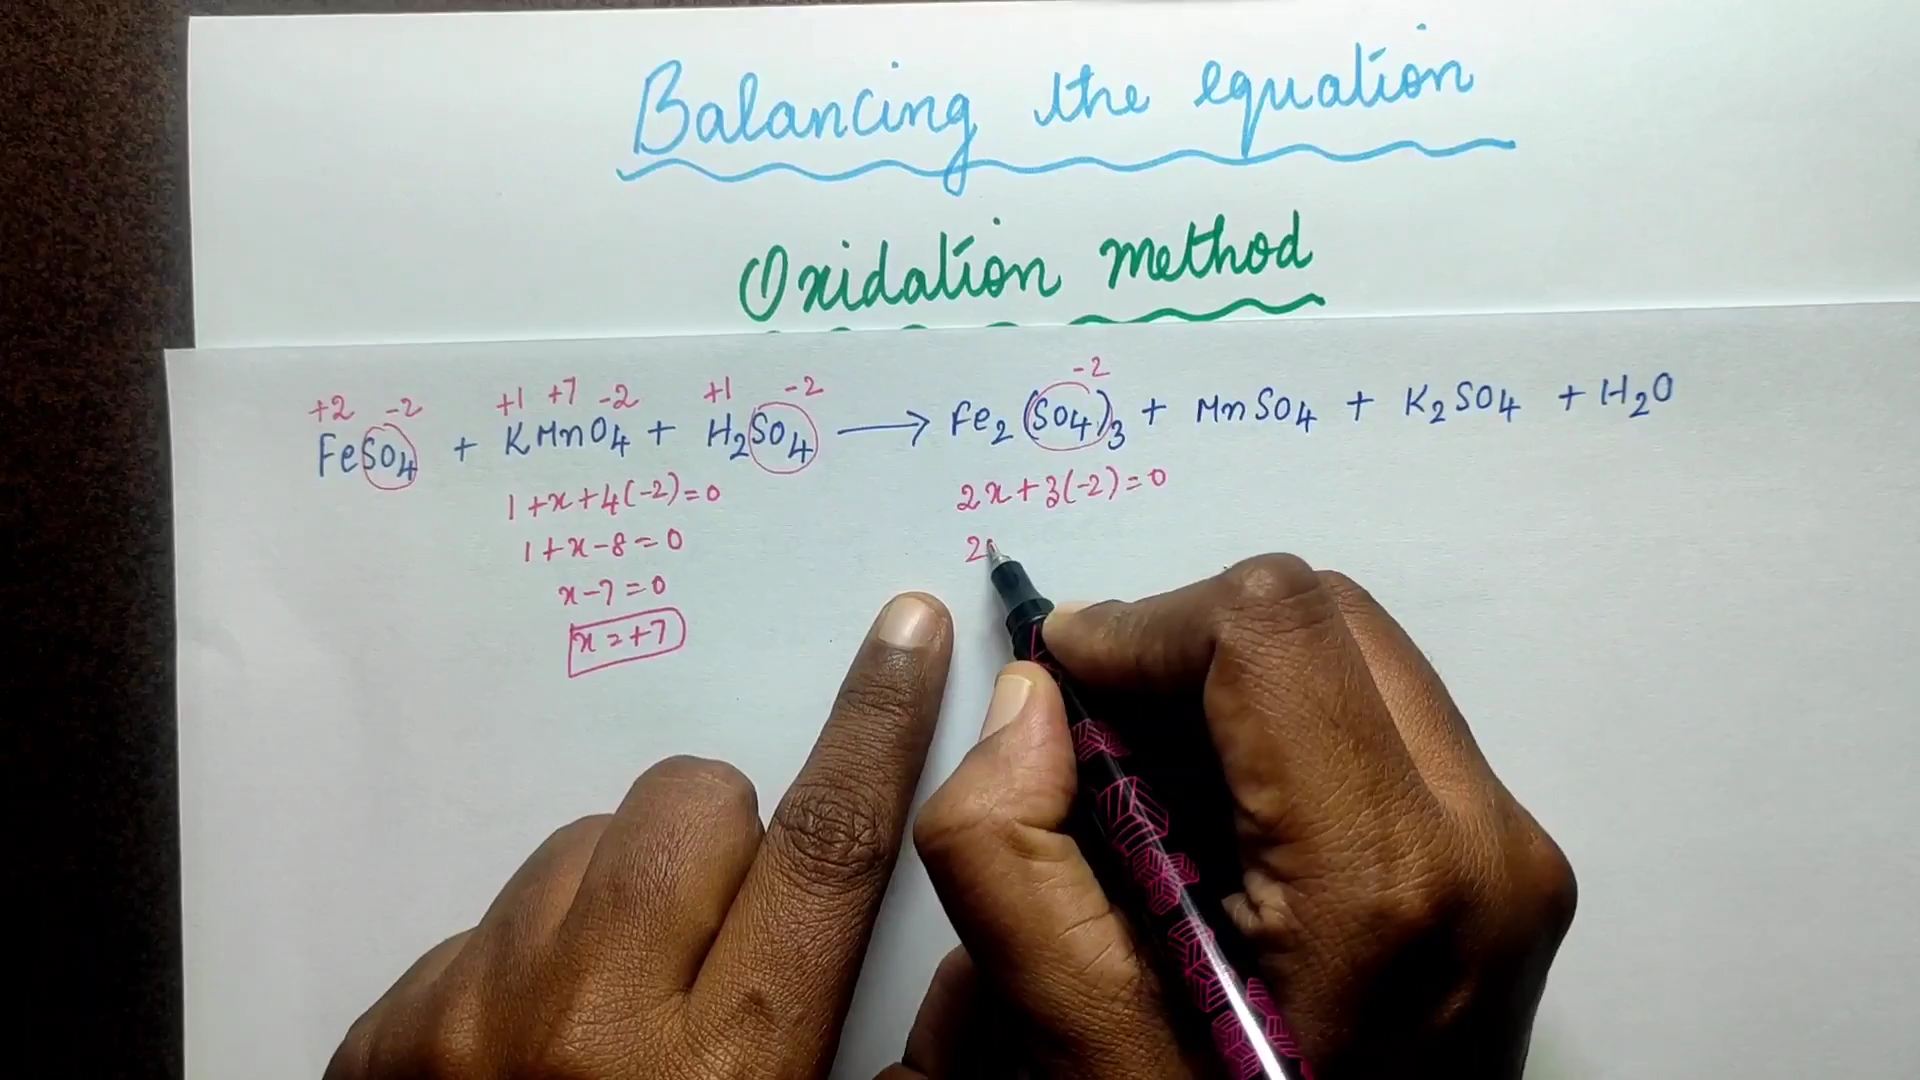 Balancing the equation
Oxidation method
+2 -2 +1 +7 -2 +1 -2 -2
FeSO4 + KMnO4 + H2SO4 → Fe2(SO4)3 + MnSO4 + K2SO4 + H2O
1+x+4(-2)=0 2x+3(-2)=0
1+x-8=0 2
x-7=0
x=+7